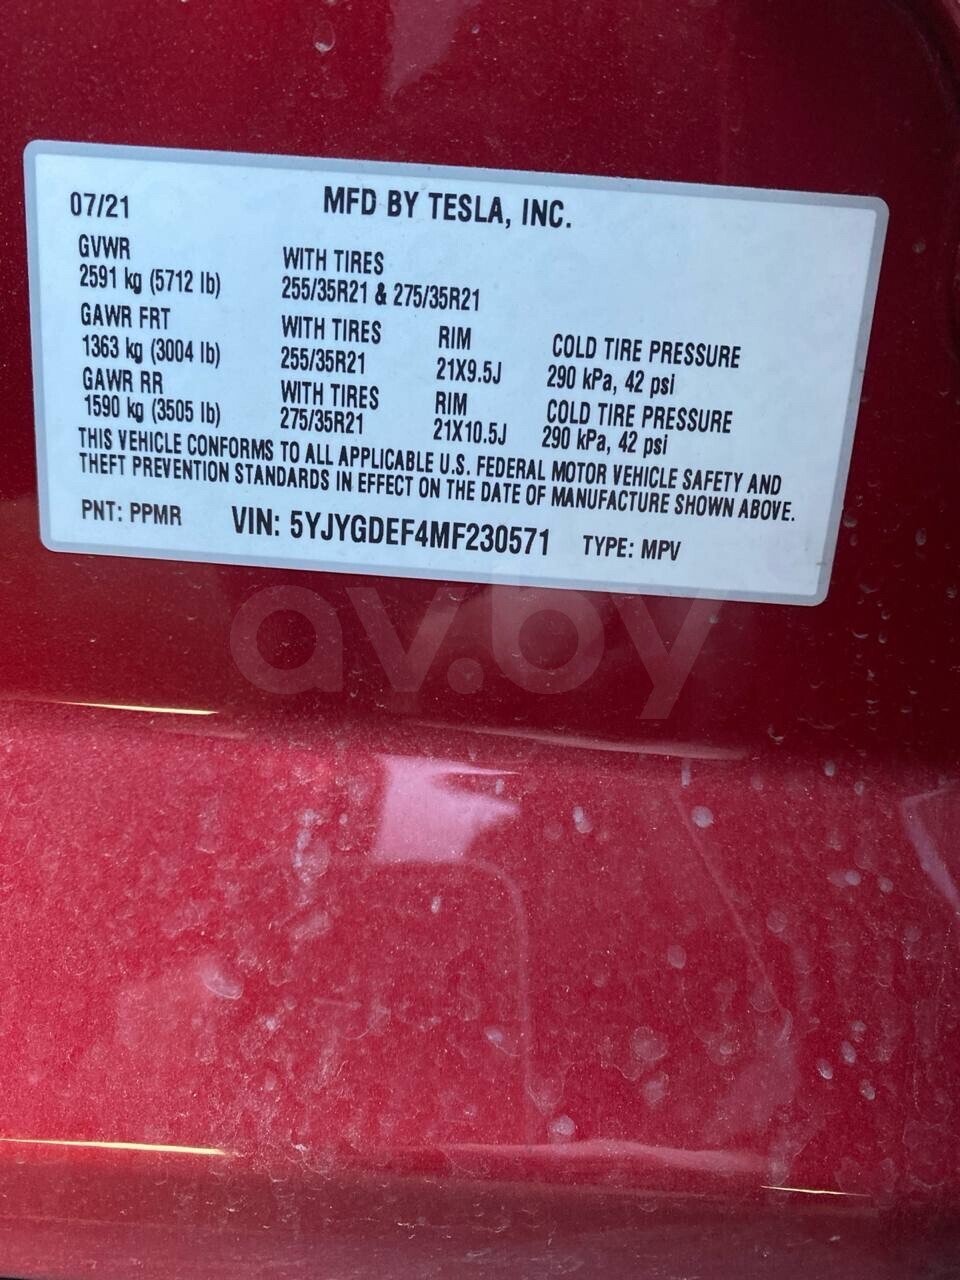 07/21 MFD BY TESLA, INC.
GVWR WITH TIRES
2591 kg (5712 lb) 255/35R21 & 275/35R21
GAWR FRT WITH TIRES RIM COLD TIRE PRESSURE
1363 kg (3004 lb) 255/35R21 21X9.5J 290 kPa, 42 psi
GAWR RR WITH TIRES RIM COLD TIRE PRESSURE
1590 kg (3505 lb) 275/35R21 21X10.5J 290 kPa, 42 psi
THIS VEHICLE CONFORMS TO ALL APPLICABLE U.S. FEDERAL MOTOR VEHICLE SAFETY AND
THEFT PREVENTION STANDARDS IN EFFECT ON THE DATE OF MANUFACTURE SHOWN ABOVE.
PNT: PPMR VIN: 5YJYGDEF4MF230571 TYPE: MPV
av.by